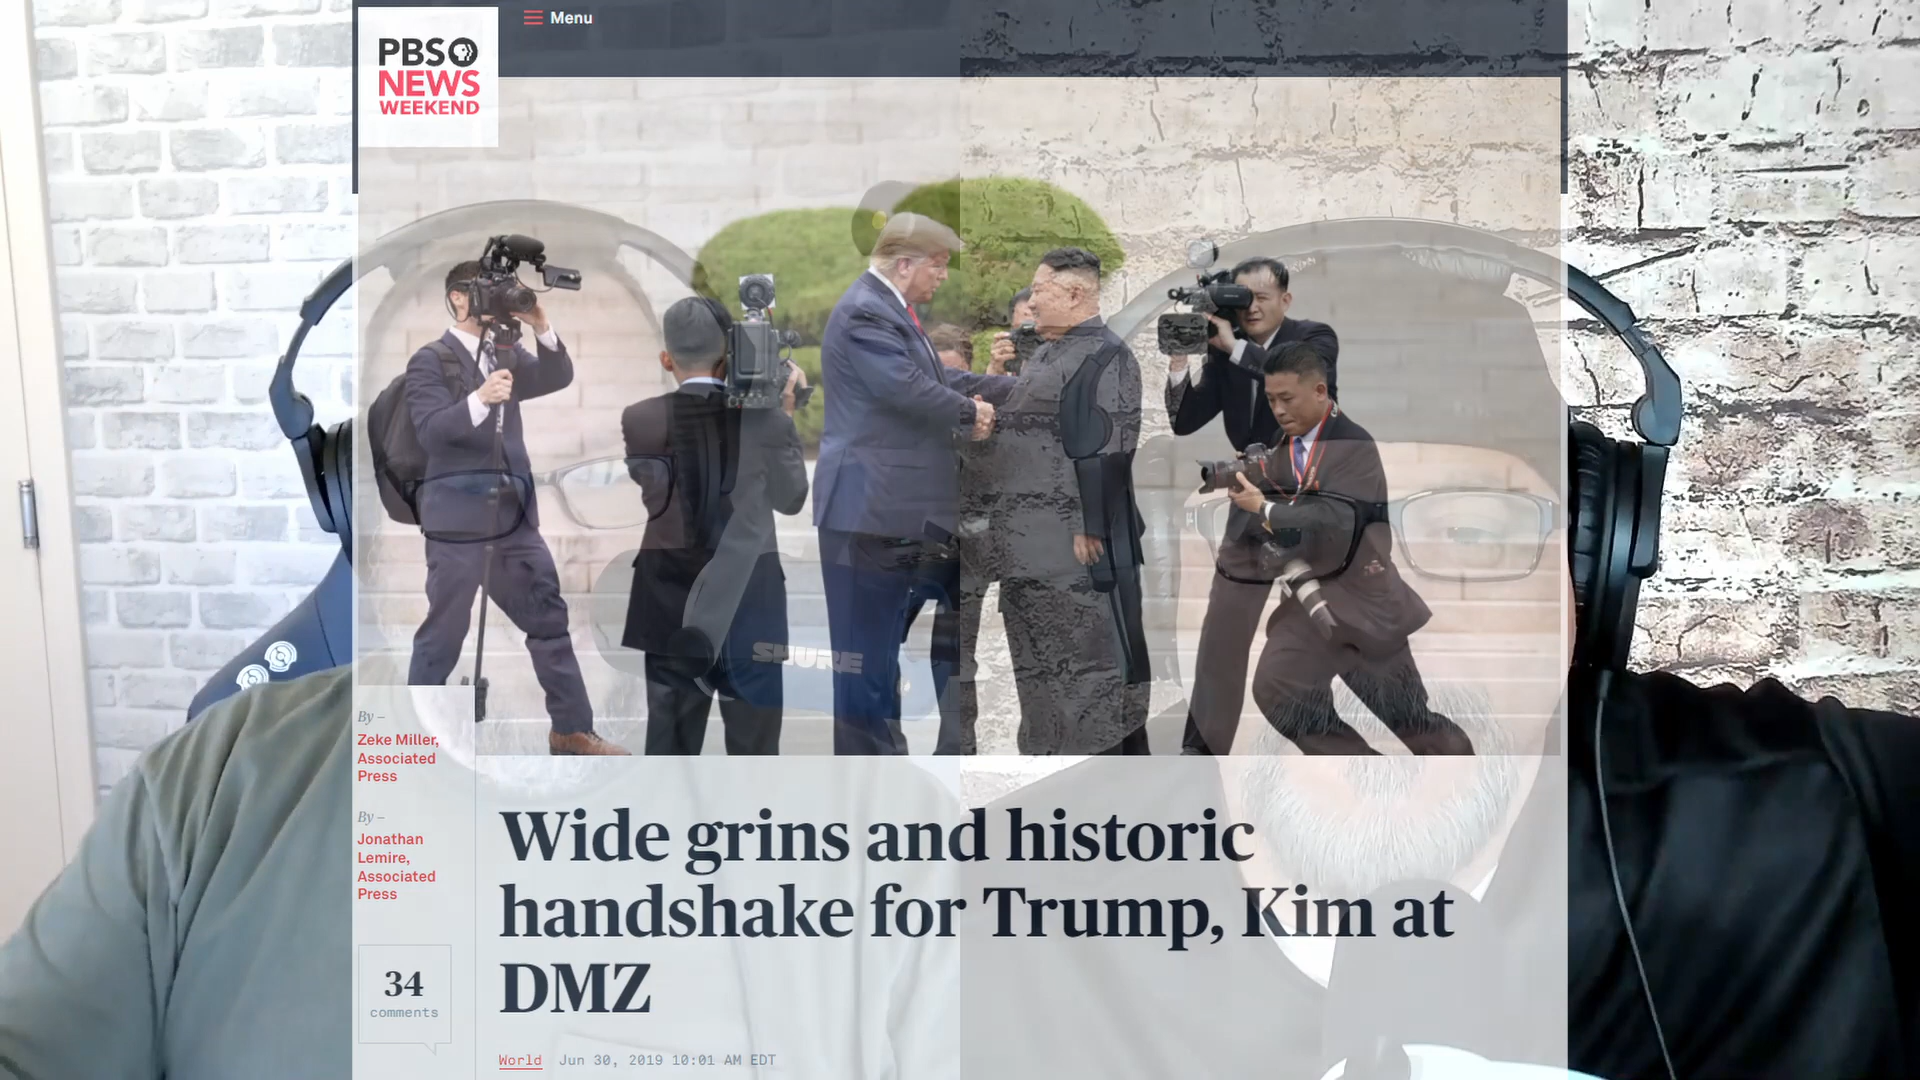 Menu
PBS
NEWS
WEEKEND
SHURE
By –
Zeke Miller,
Associated
Press
By –
Jonathan
Lemire,
Associated
Press
34
comments
Wide grins and historic
handshake for Trump, Kim at
DMZ
World Jun 30, 2019 10:01 AM EDT